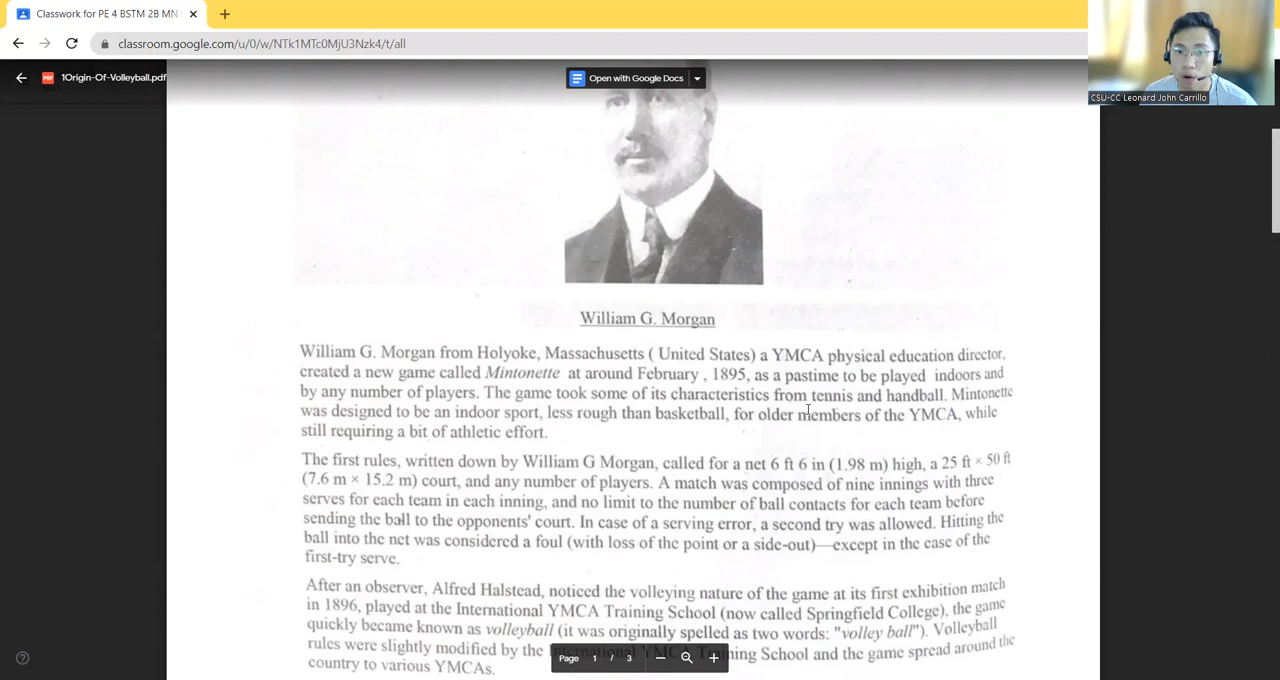 Classwork for PE 4 BSTM 2B MN
classroom.google.com/u/0/w/NTk1MTc0MjU3Nzk4/t/all
CSU-CC Leonard John Carrillo
PDF
1Origin-Of-Volleyball.pdf
Open with Google Docs
William G. Morgan
William G. Morgan from Holyoke, Massachusetts ( United States) a YMCA physical education director,
created a new game called Mintonette at around February , 1895, as a pastime to be played indoors and
by any number of players. The game took some of its characteristics from tennis and handball. Mintonette
was designed to be an indoor sport, less rough than basketball, for older members of the YMCA, while
still requiring a bit of athletic effort.
The first rules, written down by William G Morgan, called for a net 6 ft 6 in (1.98 m) high, a 25 ft × 50 ft
(7.6 m × 15.2 m) court, and any number of players. A match was composed of nine innings with three
serves for each team in each inning, and no limit to the number of ball contacts for each team before
sending the ball to the opponents' court. In case of a serving error, a second try was allowed. Hitting the
ball into the net was considered a foul (with loss of the point or a side-out)—except in the case of the
first-try serve.
After an observer, Alfred Halstead, noticed the volleying nature of the game at its first exhibition match
in 1896, played at the International YMCA Training School (now called Springfield College), the game
quickly became known as volleyball (it was originally spelled as two words: "volley ball"). Volleyball
rules were slightly modified by the International YMCA Training School and the game spread around the
country to various YMCAs.
Page 1 / 3